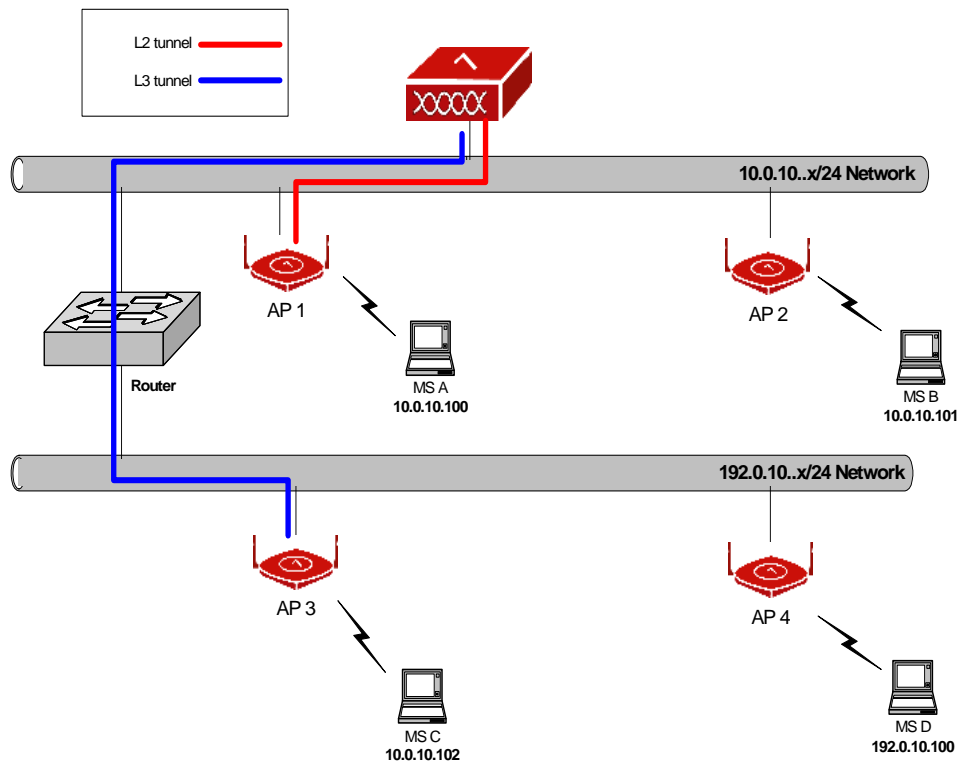 L2 tunnel
L3 tunnel
10.0.10..x/24 Network
AP 1
AP 2
MS A
10.0.10.100
MS B
10.0.10.101
Router
192.0.10..x/24 Network
AP 3
AP 4
MS C
10.0.10.102
MS D
192.0.10.100